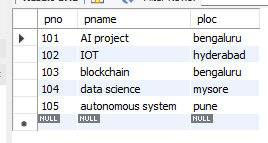 pno pname ploc
101 AI project bengaluru
102 IOT hyderabad
103 blockchain bengaluru
104 data science mysore
105 autonomous system pune
NULL NULL NULL